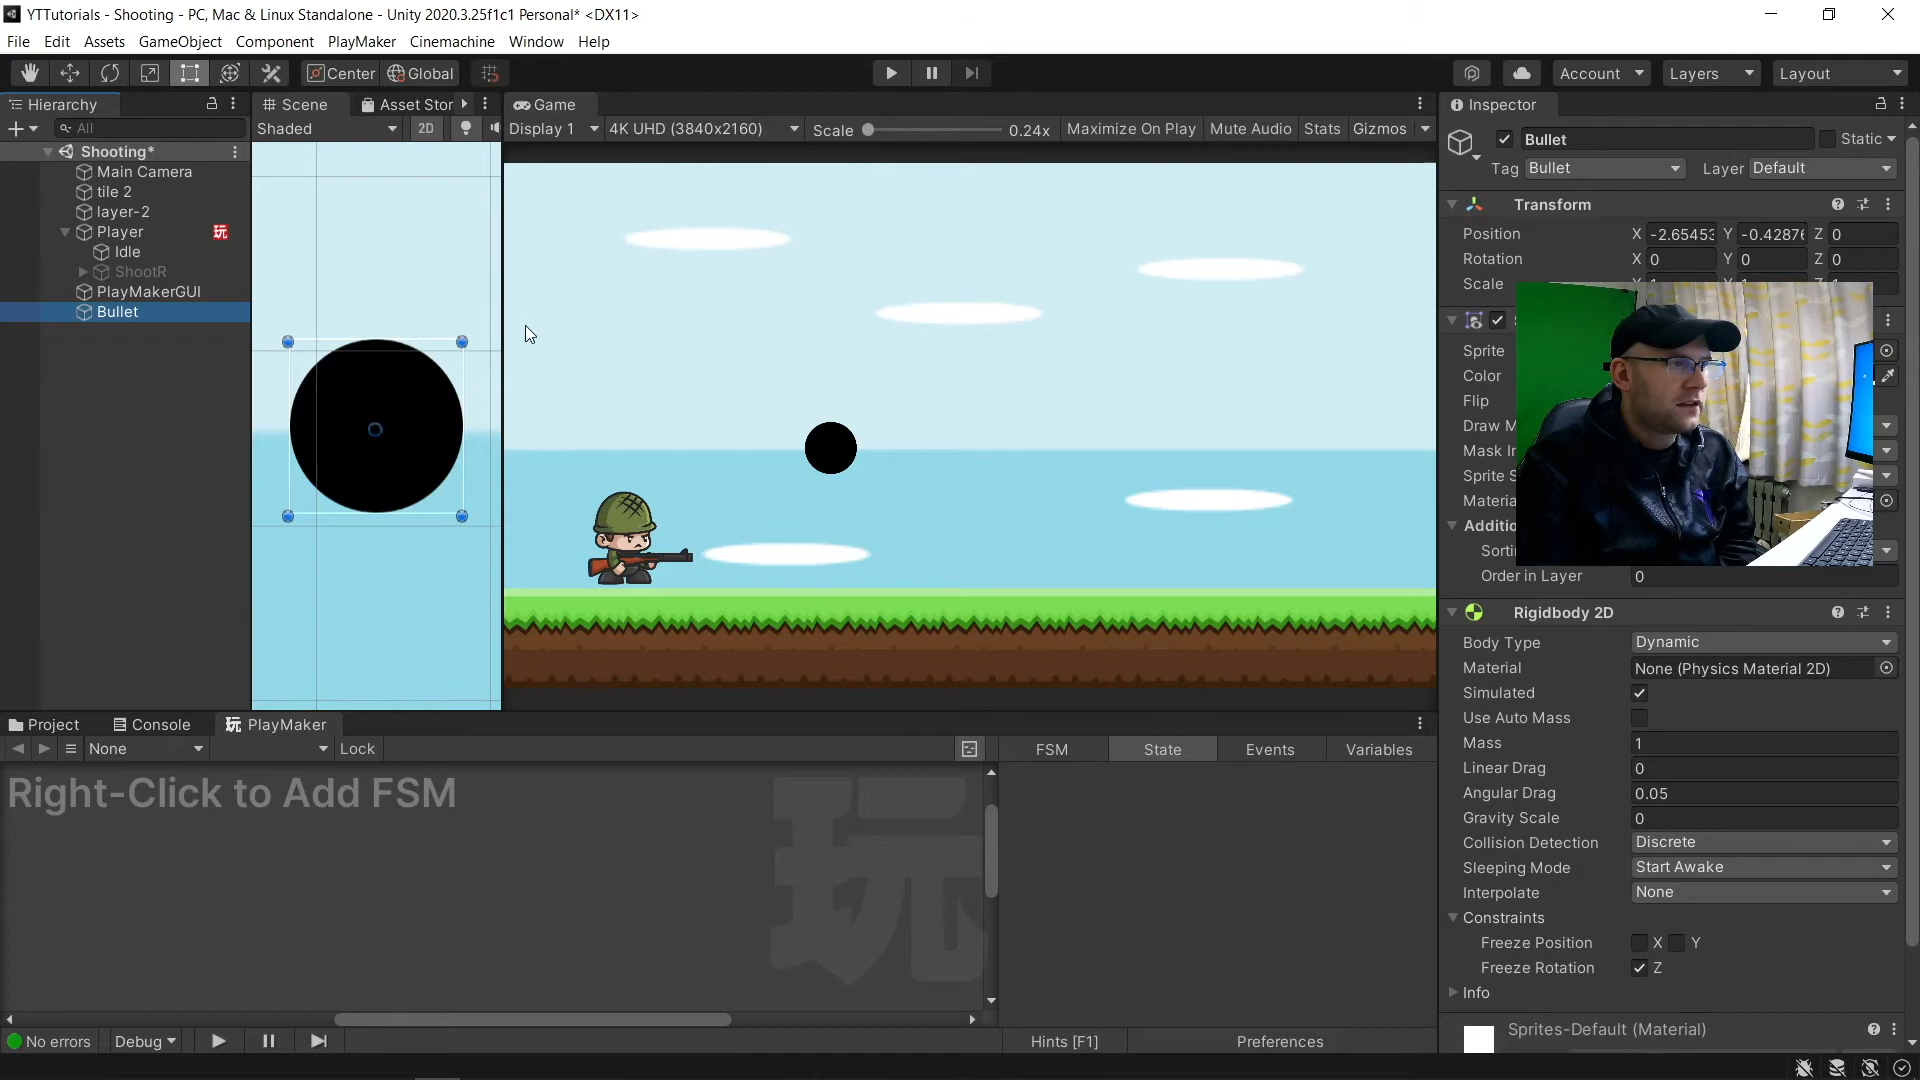 YTTutorials - Shooting - PC, Mac & Linux Standalone - Unity 2020.3.25f1c1 Personal* <DX11>
File Edit Assets GameObject Component PlayMaker Cinemachine Window Help
Center Global Account Layers Layout
Hierarchy Scene Asset Stor Game Inspector
All Shaded 2D Display 1 4K UHD (3840x2160) Scale 0.24x Maximize On Play Mute Audio Stats Gizmos
Bullet Static
Tag Bullet Layer Default
Shooting*
Main Camera
tile 2
layer-2
Player 玩
Idle
ShootR
PlayMakerGUI
Bullet
Transform
Position X -2.65453 Y -0.42876 Z 0
Rotation X 0 Y 0 Z 0
Scale
Sprite
Color
Flip
Draw M
Mask In
Sprite S
Materia
Additio
Sorti
Order in Layer 0
Rigidbody 2D
Body Type Dynamic
Material None (Physics Material 2D)
Simulated
Use Auto Mass
Mass 1
Linear Drag 0
Angular Drag 0.05
Gravity Scale 0
Collision Detection Discrete
Sleeping Mode Start Awake
Interpolate None
Constraints
Freeze Position X Y
Freeze Rotation Z
Info
Sprites-Default (Material)
Project Console 玩 PlayMaker
None Lock FSM State Events Variables
Right-Click to Add FSM
玩
No errors Debug Hints [F1] Preferences